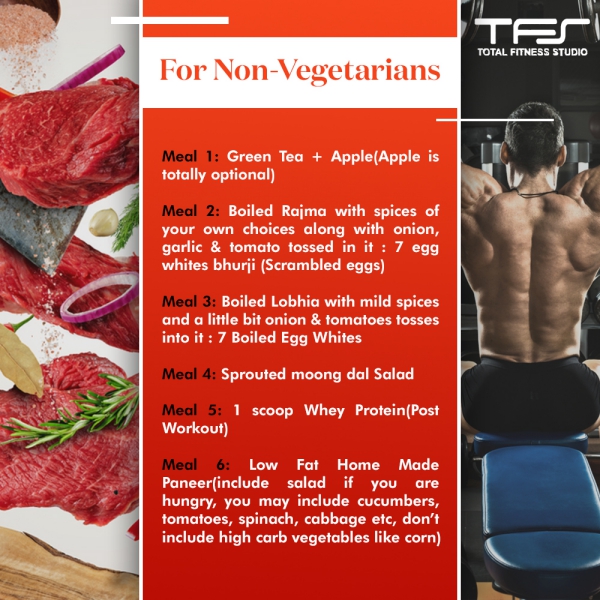 TFS
TOTAL FITNESS STUDIO
For Non-Vegetarians
Meal 1: Green Tea + Apple(Apple is
totally optional)
Meal 2: Boiled Rajma with spices of
your own choices along with onion,
garlic & tomato tossed in it : 7 egg
whites bhurji (Scrambled eggs)
Meal 3: Boiled Lobhia with mild spices
and a little bit onion & tomatoes tosses
into it : 7 Boiled Egg Whites
Meal 4: Sprouted moong dal Salad
Meal 5: 1 scoop Whey Protein(Post
Workout)
Meal 6: Low Fat Home Made
Paneer(include salad if you are
hungry, you may include cucumbers,
tomatoes, spinach, cabbage etc, don't
include high carb vegetables like corn)